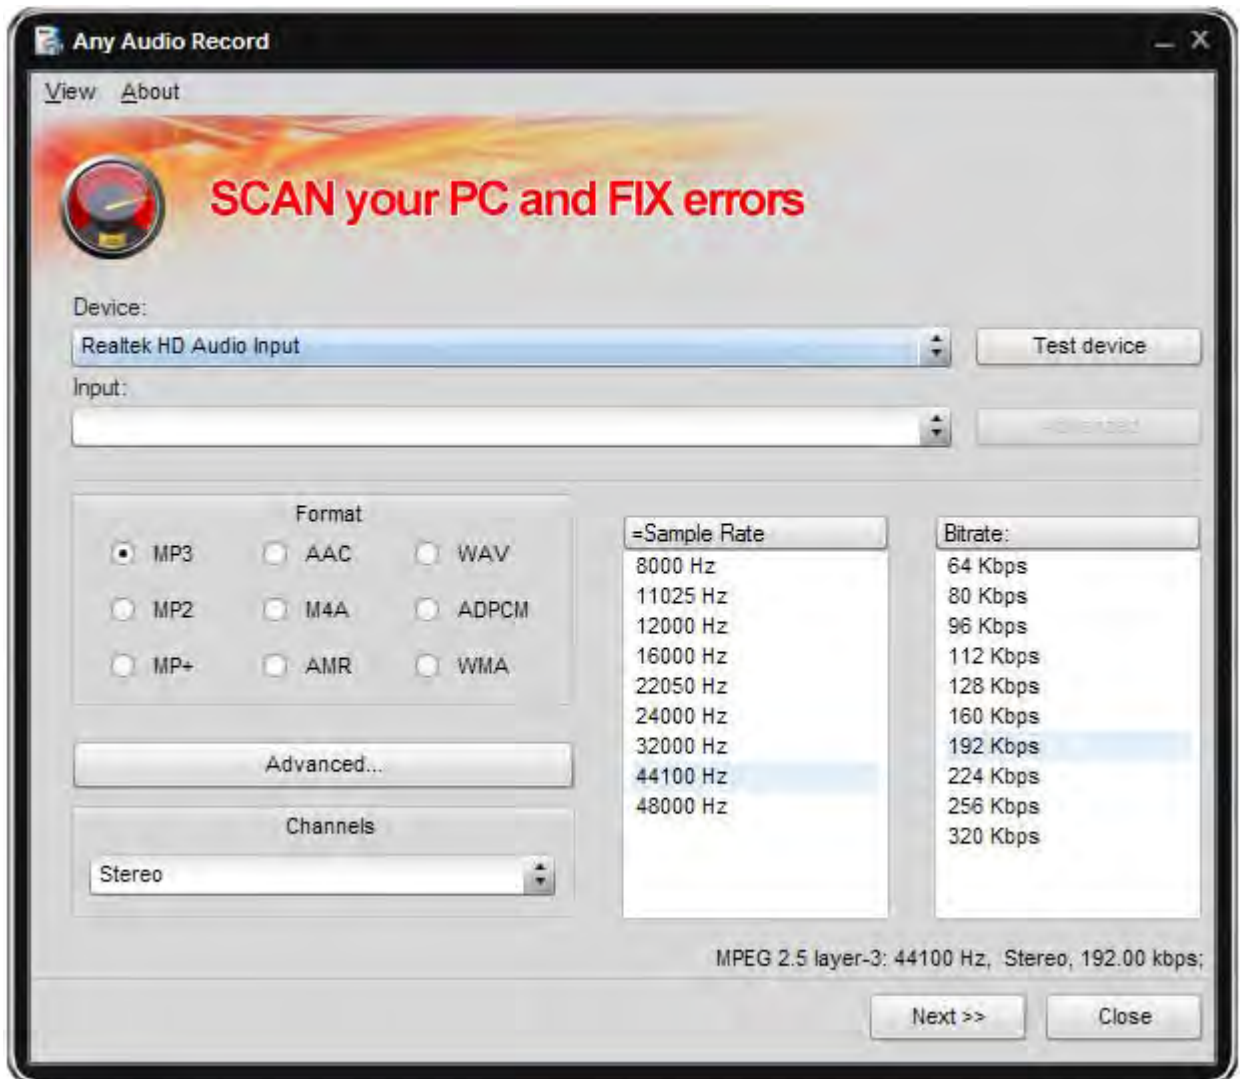 Any Audio Record
View About
SCAN your PC and FIX errors
Device:
Realtek HD Audio Input
Test device
Input:
Format
MP3 AAC WAV
MP2 M4A ADPCM
MP+ AMR WMA
Advanced...
Channels
Stereo
=Sample Rate
8000 Hz
11025 Hz
12000 Hz
16000 Hz
22050 Hz
24000 Hz
32000 Hz
44100 Hz
48000 Hz
Bitrate:
64 Kbps
80 Kbps
96 Kbps
112 Kbps
128 Kbps
160 Kbps
192 Kbps
224 Kbps
256 Kbps
320 Kbps
MPEG 2.5 layer-3: 44100 Hz, Stereo, 192.00 kbps;
Next >>
Close